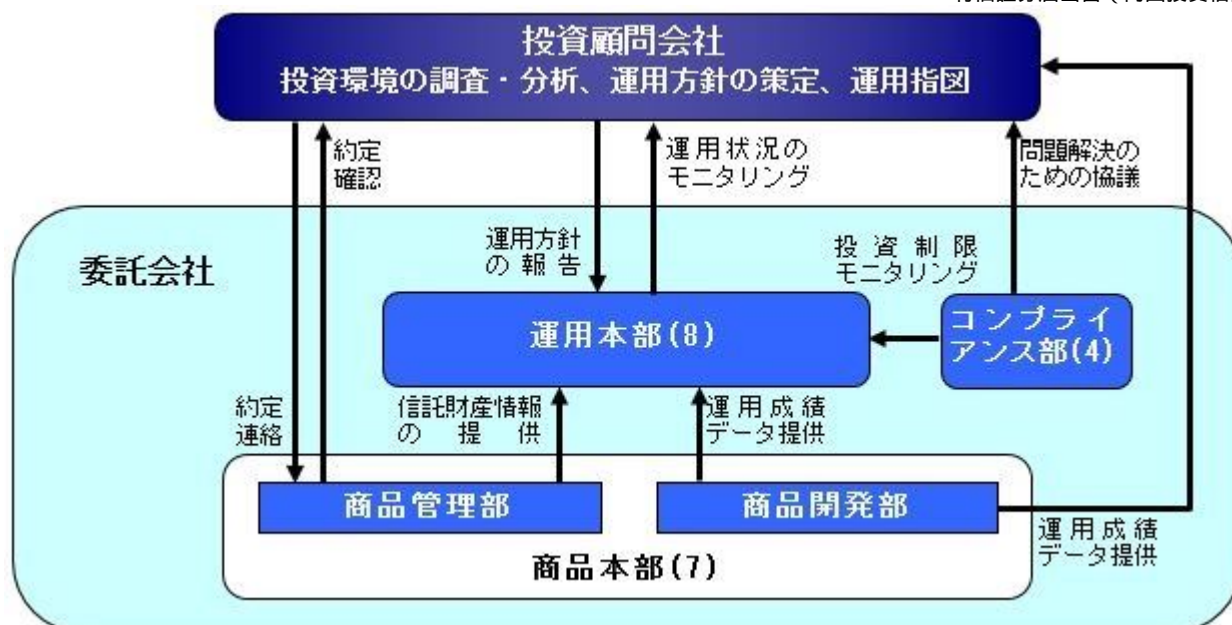 投資顧問会社
投資環境の調査・分析、運用方針の策定、運用指図
約定
確認
運用状況の
モニタリング
問題解決の
ための協議
運用方針
の報告
投資制限
モニタリング
委託会社
運用本部(8)
コンプライ
アンス部(4)
約定
連絡
信託財産情報
の提供
運用成績
データ提供
商品管理部
商品開発部
運用成績
データ提供
商品本部(7)